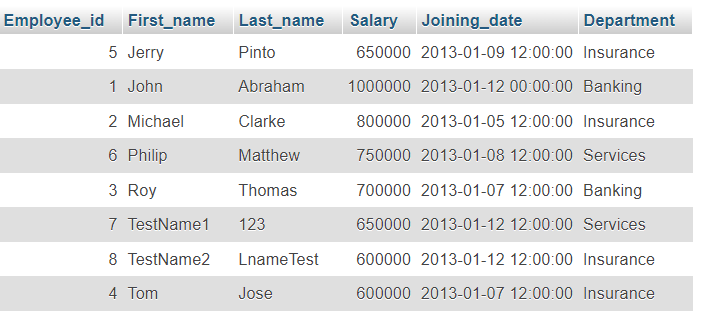 Employee_id First_name Last_name Salary Joining_date Department
5 Jerry Pinto 650000 2013-01-09 12:00:00 Insurance
1 John Abraham 1000000 2013-01-12 00:00:00 Banking
2 Michael Clarke 800000 2013-01-05 12:00:00 Insurance
6 Philip Matthew 750000 2013-01-08 12:00:00 Services
3 Roy Thomas 700000 2013-01-07 12:00:00 Banking
7 TestName1 123 650000 2013-01-12 12:00:00 Services
8 TestName2 LnameTest 600000 2013-01-12 12:00:00 Insurance
4 Tom Jose 600000 2013-01-07 12:00:00 Insurance